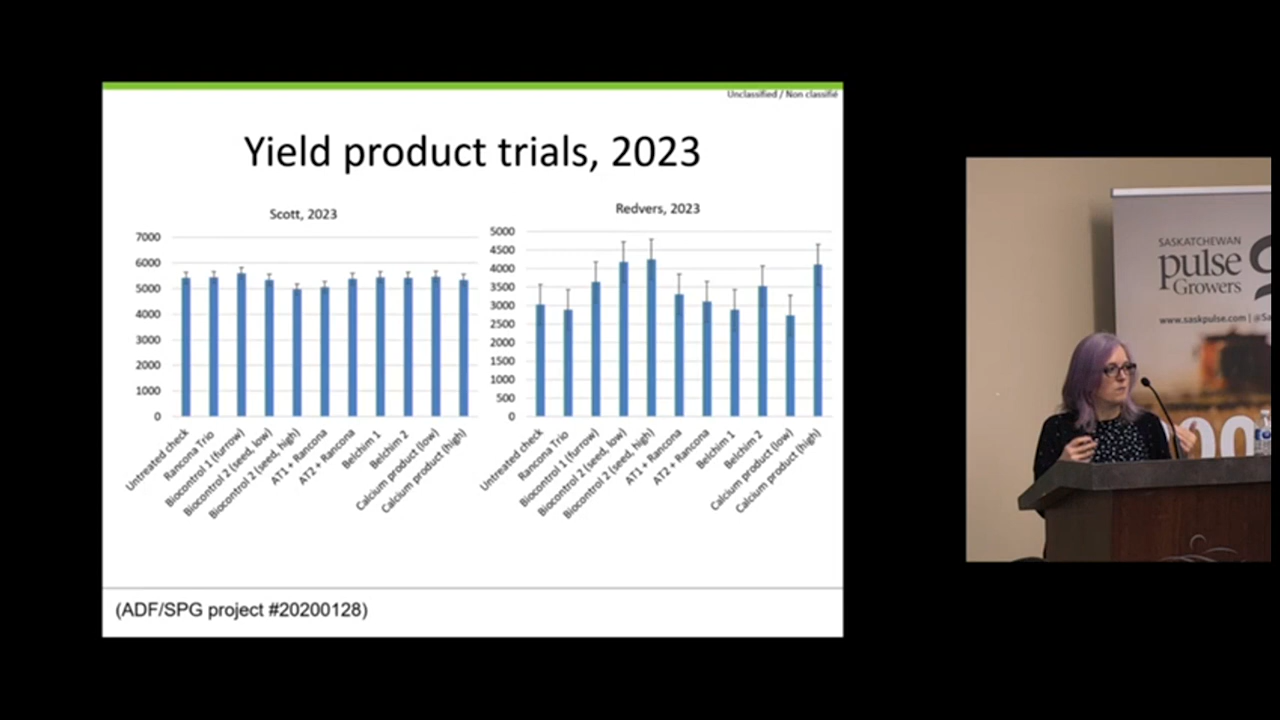 Unclassified / Non classifié
Yield product trials, 2023
Scott, 2023
7000
6000
5000
4000
3000
2000
1000
0
Untreated check
Rancona Trio
Biocontrol 1 (furrow)
Biocontrol 2 (seed, low)
Biocontrol 2 (seed, high)
AT1 + Rancona
AT2 + Rancona
Belchim 1
Belchim 2
Calcium product (low)
Calcium product (high)
Redvers, 2023
5000
4500
4000
3500
3000
2500
2000
1500
1000
500
0
Untreated check
Rancona Trio
Biocontrol 1 (furrow)
Biocontrol 2 (seed, low)
Biocontrol 2 (seed, high)
AT1 + Rancona
AT2 + Rancona
Belchim 1
Belchim 2
Calcium product (low)
Calcium product (high)
(ADF/SPG project #20200128)
SASKATCHEWAN
pulse
Growers
www.saskpulse.com